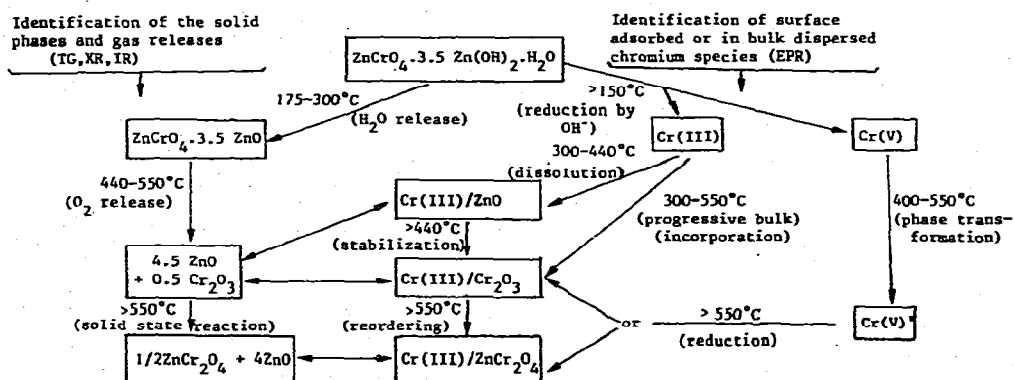 Identification of the solid
phases and gas releases
(TG,XR,IR)
Identification of surface
adsorbed or in bulk dispersed
chromium species (EPR)
ZnCrO₄.3.5 Zn(OH)₂.H₂O
175-300°C
(H₂O release)
>150°C
(reduction by
OH⁻)
ZnCrO₄.3.5 ZnO
Cr(III)
Cr(V)
300-440°C
(dissolution)
440-550°C
(O₂ release)
Cr(III)/ZnO
300-550°C
(progressive bulk)
(incorporation)
400-550°C
(phase trans-
formation)
>440°C
(stabilization)
4.5 ZnO
+ 0.5 Cr₂O₃
Cr(III)/Cr₂O₃
>550°C
(solid state reaction)
>550°C
(reordering)
or
> 550°C
(reduction)
Cr(V)'
1/2ZnCr₂O₄ + 4ZnO
Cr(III)/ZnCr₂O₄